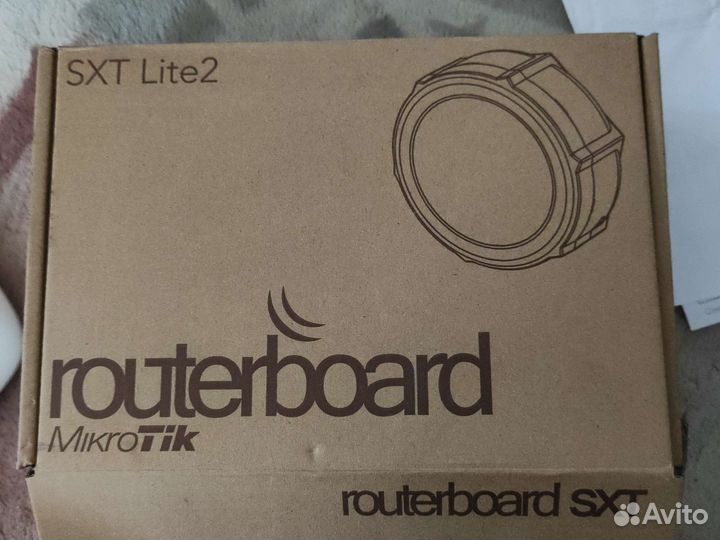 SXT Lite2
routerboard
MikroTik
routerboard SXT
Avito